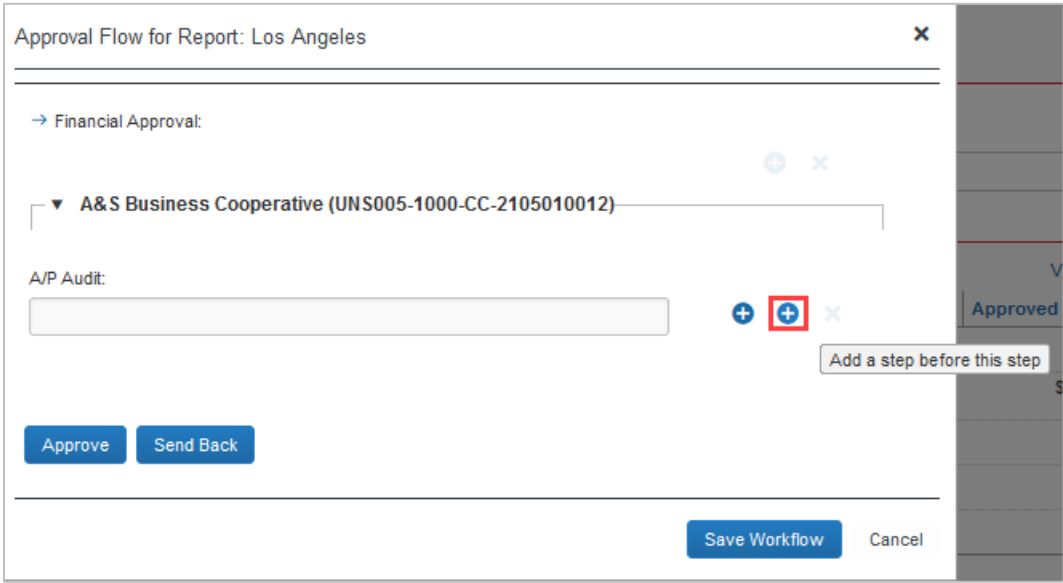 Approval Flow for Report: Los Angeles
Financial Approval:
A&S Business Cooperative (UNS005-1000-CC-2105010012)
A/P Audit:
V
Approved
Add a step before this step
$
Approve
Send Back
Save Workflow
Cancel